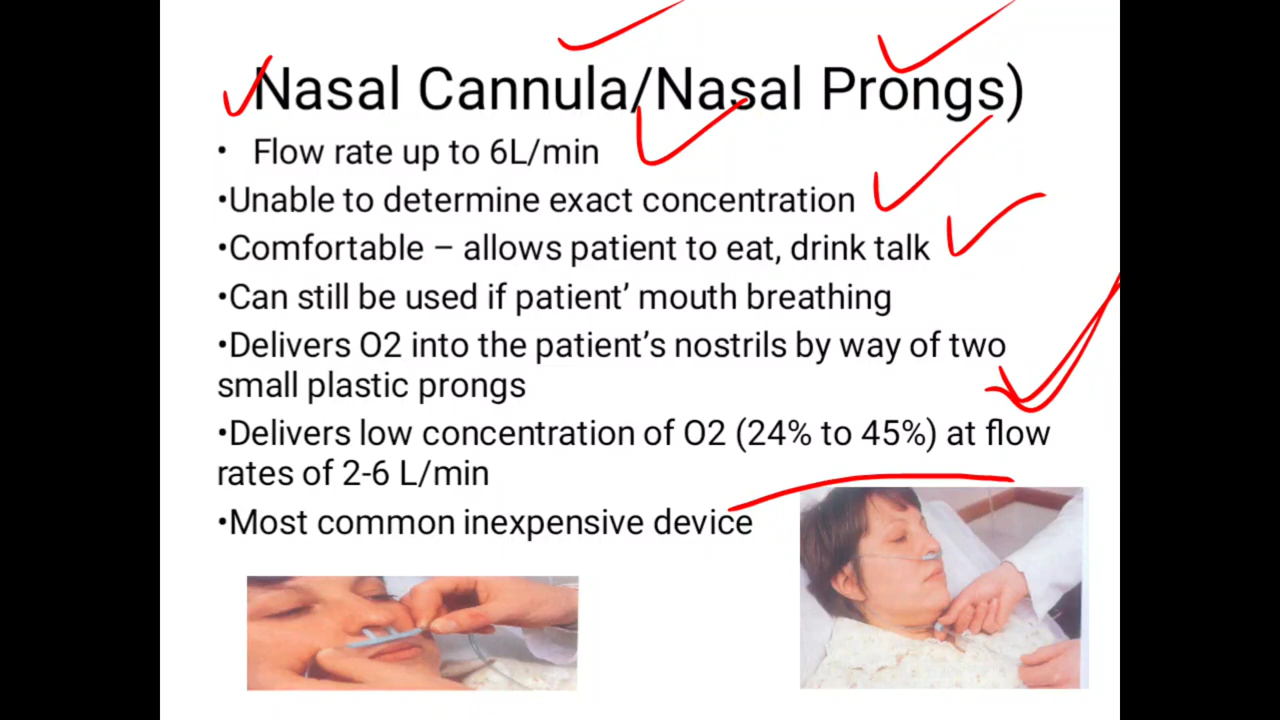 Nasal Cannula/Nasal Prongs)
• Flow rate up to 6L/min
•Unable to determine exact concentration
•Comfortable – allows patient to eat, drink talk
•Can still be used if patient’ mouth breathing
•Delivers O2 into the patient’s nostrils by way of two
small plastic prongs
•Delivers low concentration of O2 (24% to 45%) at flow
rates of 2-6 L/min
•Most common inexpensive device